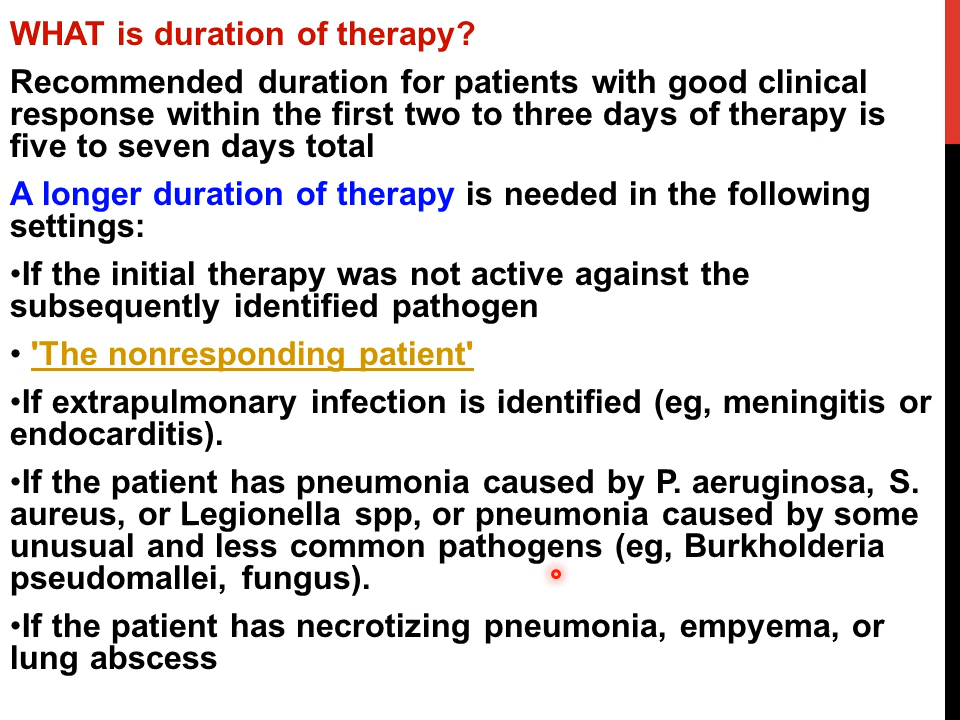 WHAT is duration of therapy?
Recommended duration for patients with good clinical
response within the first two to three days of therapy is
five to seven days total
A longer duration of therapy is needed in the following
settings:
•If the initial therapy was not active against the
subsequently identified pathogen
• 'The nonresponding patient'
•If extrapulmonary infection is identified (eg, meningitis or
endocarditis).
•If the patient has pneumonia caused by P. aeruginosa, S.
aureus, or Legionella spp, or pneumonia caused by some
unusual and less common pathogens (eg, Burkholderia
pseudomallei, fungus).
•If the patient has necrotizing pneumonia, empyema, or
lung abscess